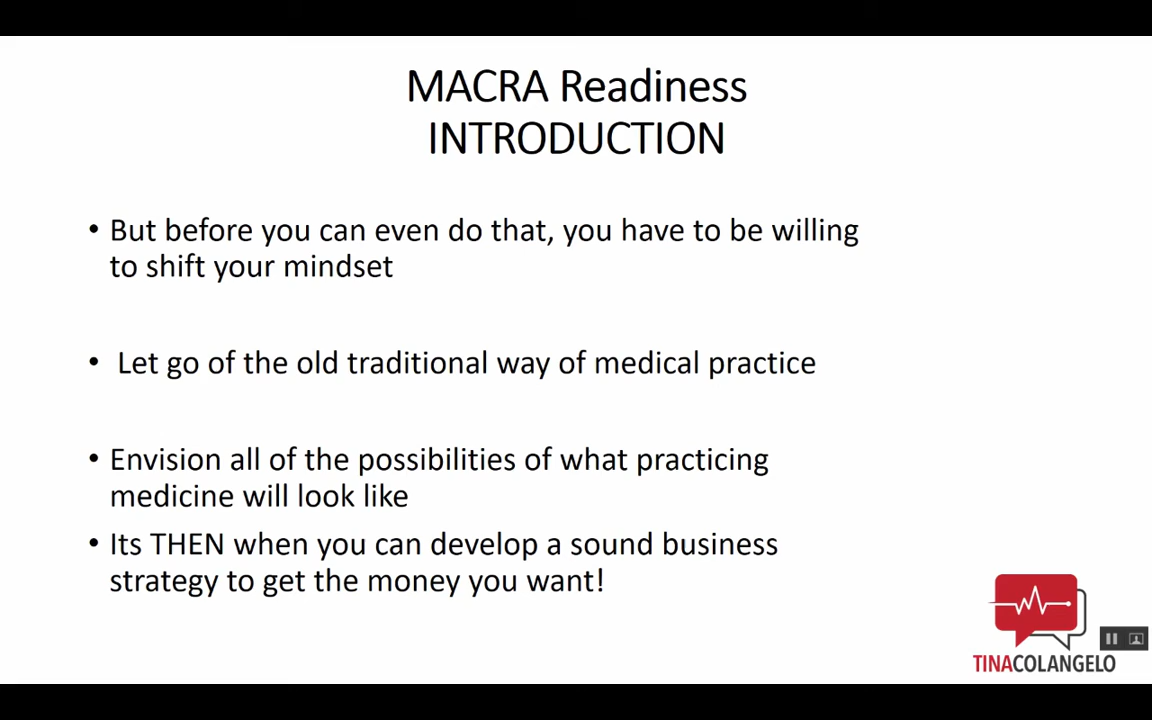 MACRA Readiness
INTRODUCTION
• But before you can even do that, you have to be willing
to shift your mindset
• Let go of the old traditional way of medical practice
• Envision all of the possibilities of what practicing
medicine will look like
• Its THEN when you can develop a sound business
strategy to get the money you want!
TINACOLANGELO